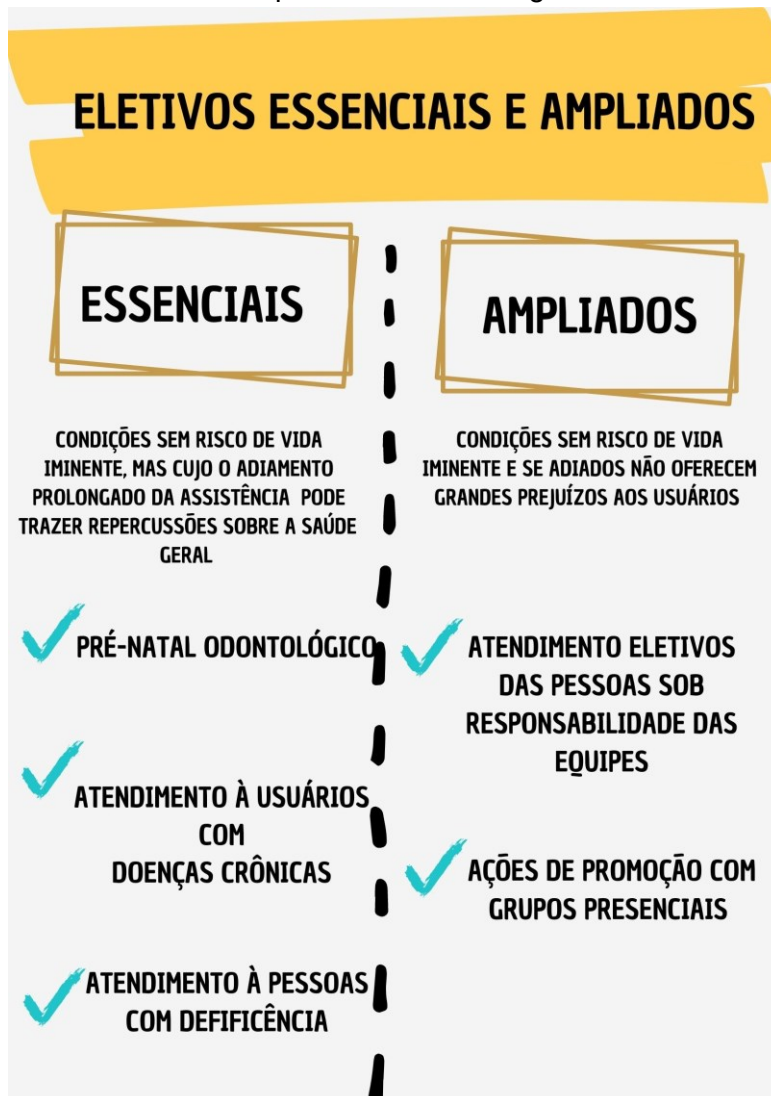 ELETIVOS ESSENCIAIS E AMPLIADOS
ESSENCIAIS
CONDIÇÕES SEM RISCO DE VIDA
IMINENTE, MAS CUJO O ADIAMENTO
PROLONGADO DA ASSISTÊNCIA PODE
TRAZER REPERCUSSÕES SOBRE A SAÚDE
GERAL
PRÉ-NATAL ODONTOLÓGICO
ATENDIMENTO À USUÁRIOS
COM
DOENÇAS CRÔNICAS
ATENDIMENTO À PESSOAS
COM DEFIFICÊNCIA
AMPLIADOS
CONDIÇÕES SEM RISCO DE VIDA
IMINENTE E SE ADIADOS NÃO OFERECEM
GRANDES PREJUÍZOS AOS USUÁRIOS
ATENDIMENTO ELETIVOS
DAS PESSOAS SOB
RESPONSABILIDADE DAS
EQUIPES
AÇÕES DE PROMOÇÃO COM
GRUPOS PRESENCIAIS